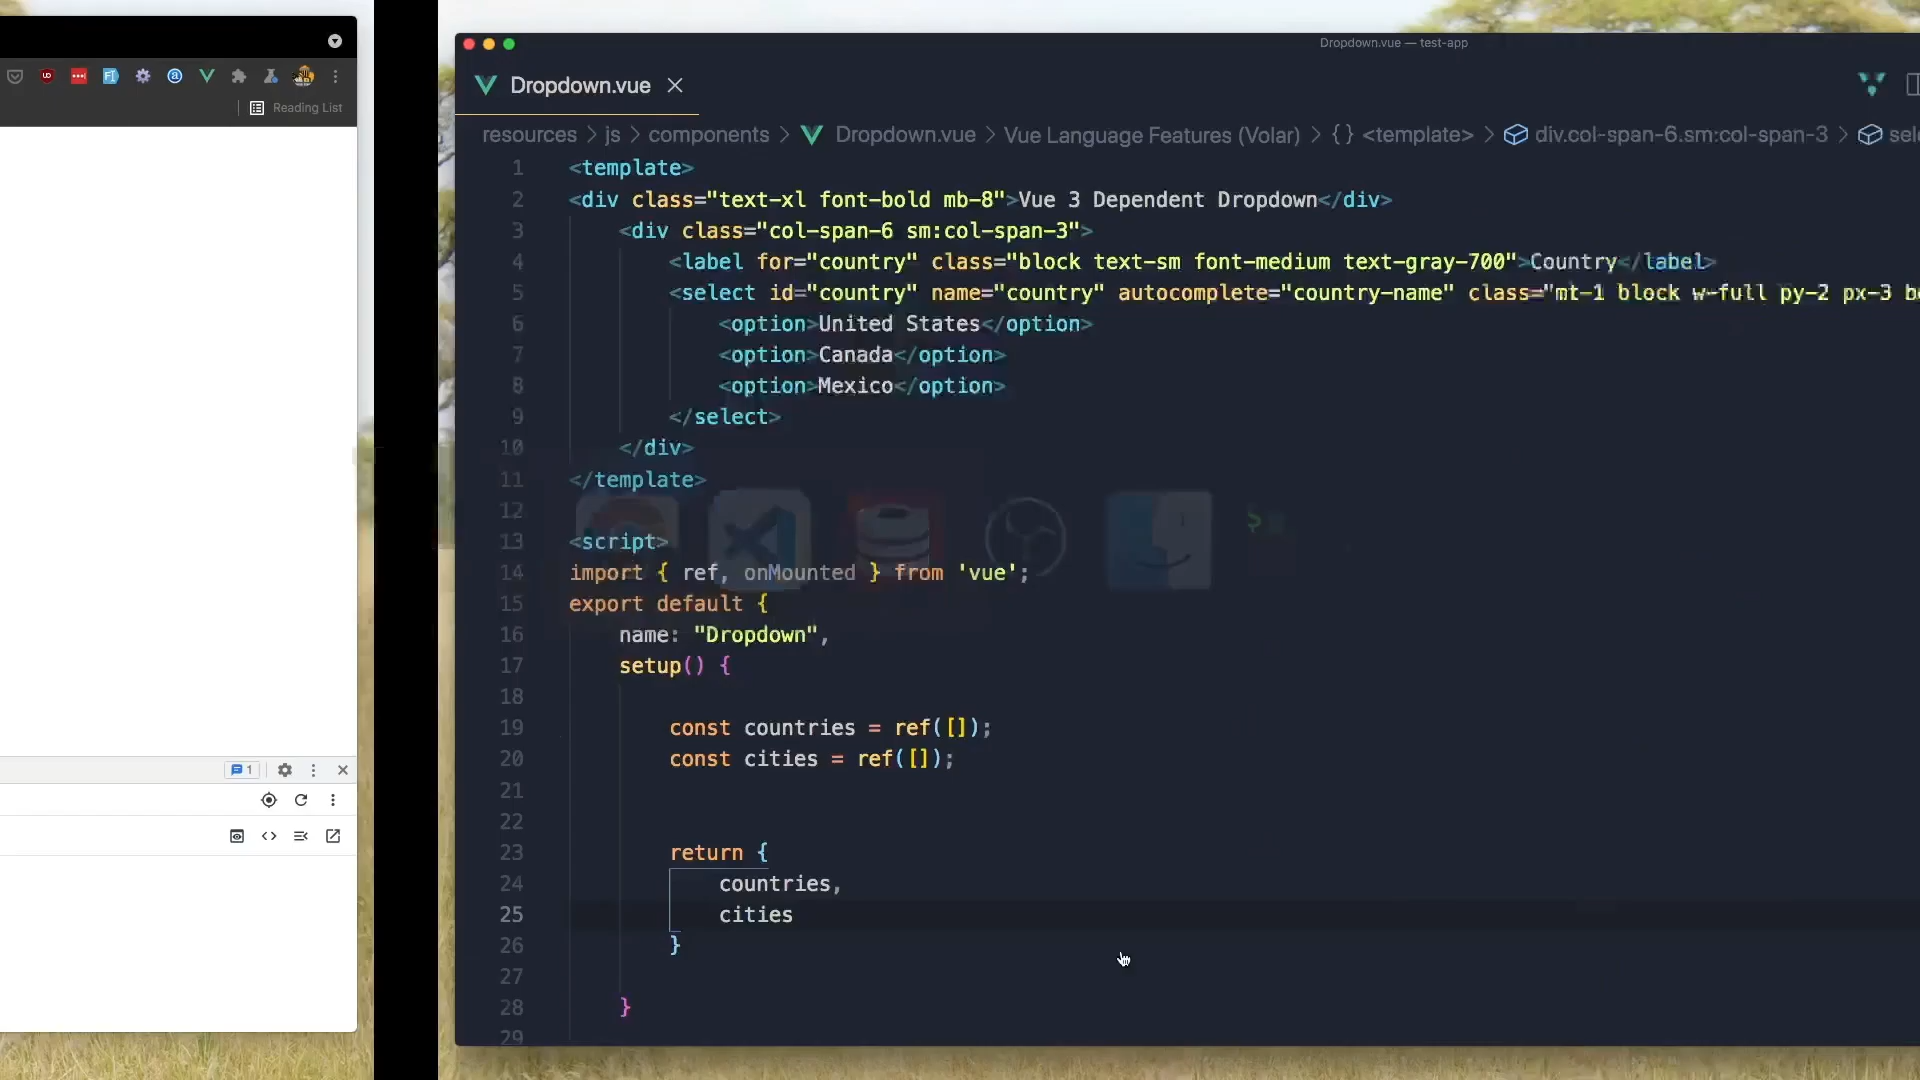 Reading List
1
Dropdown.vue — test-app
Dropdown.vue
resources > js > components > Dropdown.vue > Vue Language Features (Volar) > {} <template> > div.col-span-6.sm:col-span-3 >
1 <template>
2 <div class="text-xl font-bold mb-8">Vue 3 Dependent Dropdown</div>
3 <div class="col-span-6 sm:col-span-3">
4 <label for="country" class="block text-sm font-medium text-gray-700">Country</label>
5 <select id="country" name="country" autocomplete="country-name" class="mt-1 block w-full py-2 px-3
6 <option>United States</option>
7 <option>Canada</option>
8 <option>Mexico</option>
9 </select>
10 </div>
11 </template>
12
13 <script>
14 import { ref, onMounted } from 'vue';
15 export default {
16 name: "Dropdown",
17 setup() {
18
19 const countries = ref([]);
20 const cities = ref([]);
21
22
23 return {
24 countries,
25 cities
26 }
27
28 }
29